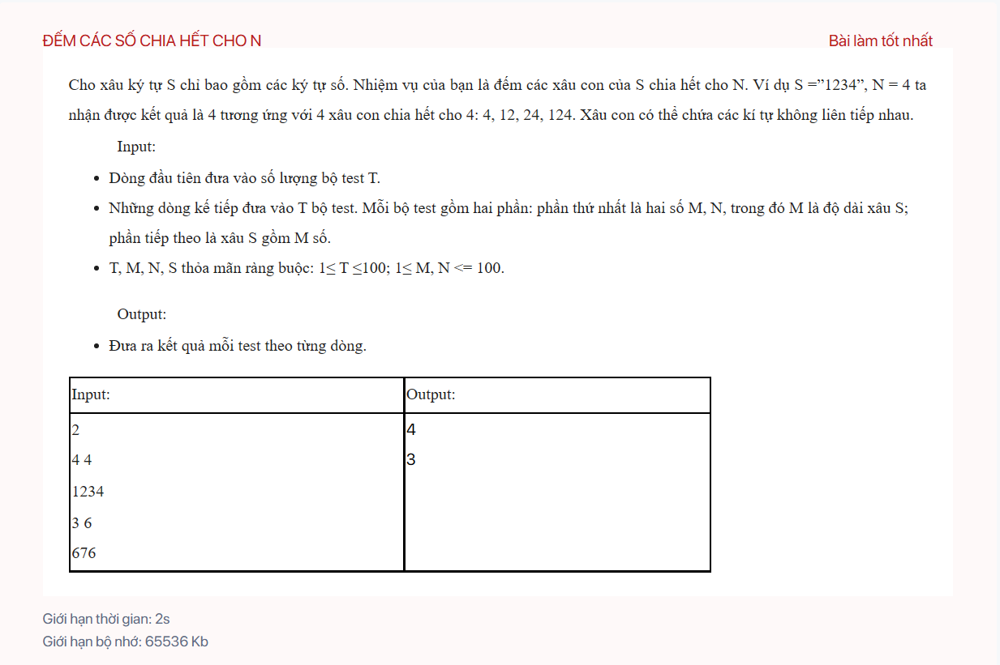 ĐẾM CÁC SỐ CHIA HẾT CHO N
Bài làm tốt nhất
Cho xâu ký tự S chỉ bao gồm các ký tự số. Nhiệm vụ của bạn là đếm các xâu con của S chia hết cho N. Ví dụ S =”1234”, N = 4 ta
nhận được kết quả là 4 tương ứng với 4 xâu con chia hết cho 4: 4, 12, 24, 124. Xâu con có thể chứa các kí tự không liên tiếp nhau.
Input:
• Dòng đầu tiên đưa vào số lượng bộ test T.
• Những dòng kế tiếp đưa vào T bộ test. Mỗi bộ test gồm hai phần: phần thứ nhất là hai số M, N, trong đó M là độ dài xâu S;
phần tiếp theo là xâu S gồm M số.
• T, M, N, S thỏa mãn ràng buộc: 1≤ T ≤100; 1≤ M, N <= 100.
Output:
• Đưa ra kết quả mỗi test theo từng dòng.
Input:
Output:
2
4 4
1234
3 6
676
4
3
Giới hạn thời gian: 2s
Giới hạn bộ nhớ: 65536 Kb